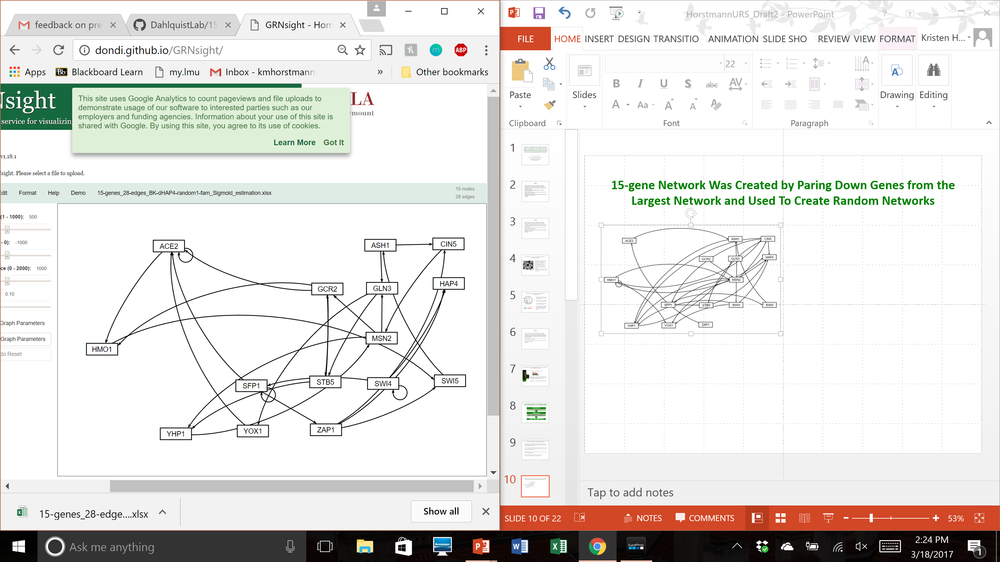 feedback on pre
DahlquistLab/15
GRNsight - Hom
dondi.github.io/GRNsight/
Apps
Blackboard Learn
my.lmu
Inbox - kmhorstmann
»
Other bookmarks
sight
service for visualizing
LA
mount
This site uses Google Analytics to count pageviews and file uploads to
demonstrate usage of our software to interested parties such as our
employers and funding agencies. Information about your use of this site is
shared with Google. By using this site, you agree to its use of cookies.
Learn More Got It
v1.18.1
sight. Please select a file to upload.
dit Format Help Demo 15-genes_28-edges_BK-dHAP4-random1-fam_Sigmoid_estimation.xlsx
15 nodes
28 edges
(1 - 1000): 500
- 0): -1000
ce (0 - 2000): 1000
0.10
Graph Parameters
Graph Parameters
do Reset
ACE2
ASH1
CIN5
GCR2
GLN3
HAP4
HMO1
MSN2
SFP1
STB5
SWI4
SWI5
YHP1
YOX1
ZAP1
15-genes_28-edge....xlsx
Show all
HorstmannURS_Draft2 - PowerPoint
FILE HOME INSERT DESIGN TRANSITIO ANIMATION SLIDE SHO REVIEW VIEW FORMAT Kristen H...
Paste
Clipboard
Slides
22
B I U S abc AV
A Aa A A
Font
Paragraph
Drawing
Editing
1
2
3
4
5
6
7
8
9
10
15-gene Network Was Created by Paring Down Genes from the
Largest Network and Used To Create Random Networks
ACE2
ASH1
CIN5
GCR2
GLN3
HAP4
HMO1
MSN2
SFP1
STB5
SWI4
SWI5
YHP1
YOX1
ZAP1
Tap to add notes
SLIDE 10 OF 22
NOTES
COMMENTS
53%
Ask me anything
lenovo
GoPro
2:24 PM
3/18/2017
1